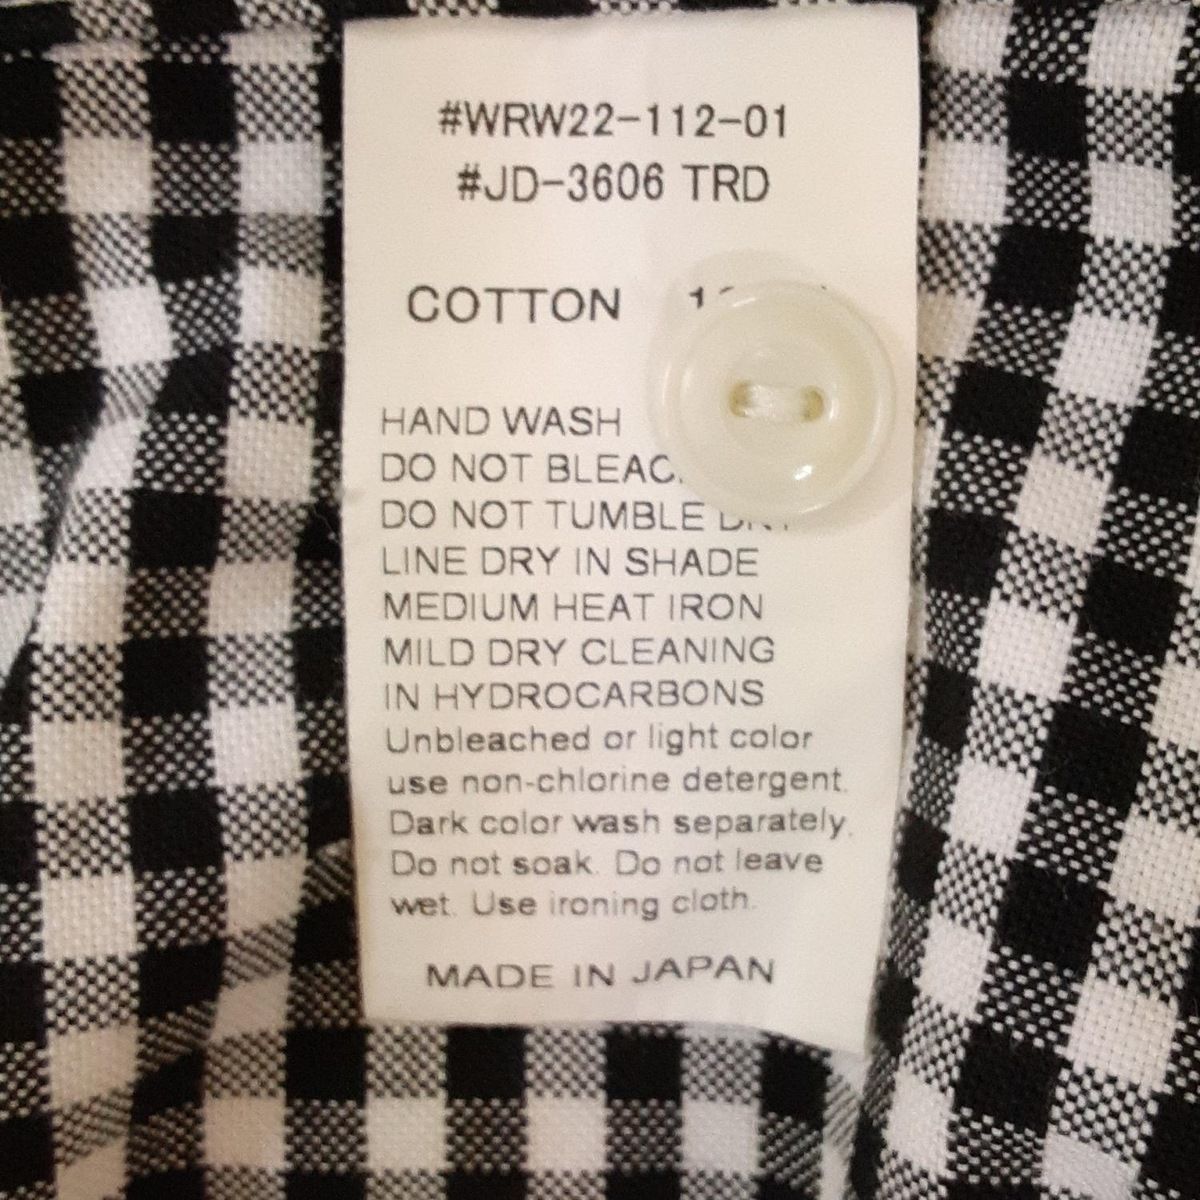 #WRW22-112-01
#JD-3606 TRD
COTTON
HAND WASH
DO NOT
DO NOT TUMBLE
LINE DRY IN SHADE
MEDIUM HEAT IRON
MILD DRY CLEANING
IN HYDROCARBONS
Unbleached or light color
use non-chlorine detergent.
Dark color wash separately.
Do not soak. Do not leave
wet. Use ironing cloth.
MADE IN JAPAN